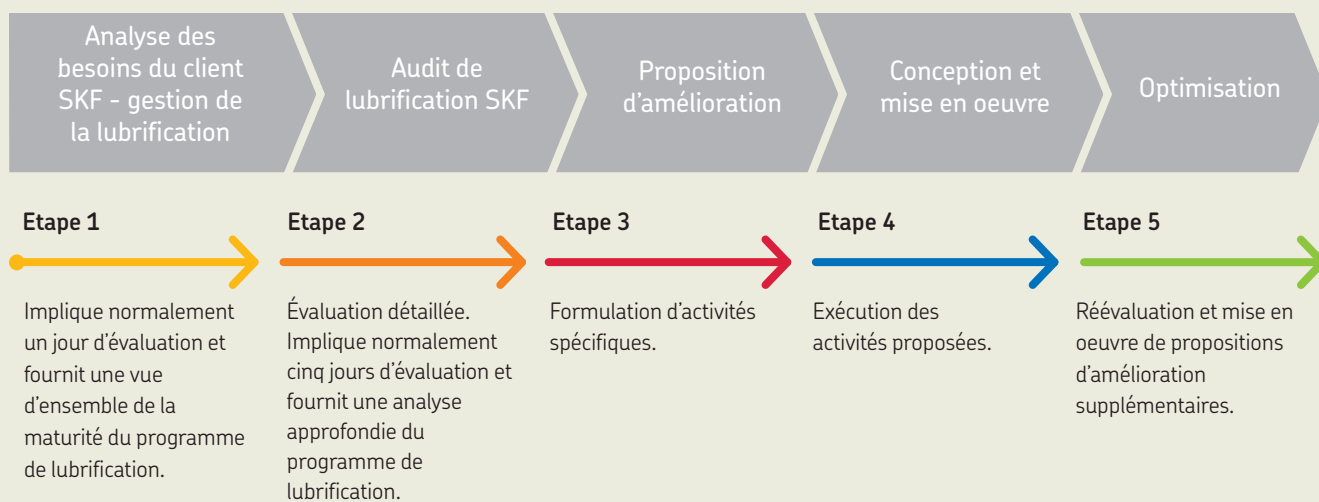 Analyse des
besoins du client
SKF - gestion de
la lubrification
Audit de
lubrification SKF
Proposition
d'amélioration
Conception et
mise en oeuvre
Optimisation
Etape 1
Implique normalement
un jour d'évaluation et
fournit une vue
d'ensemble de la
maturité du programme
de lubrification.
Etape 2
Évaluation détaillée.
Implique normalement
cinq jours d'évaluation et
fournit une analyse
approfondie du
programme de
lubrification.
Etape 3
Formulation d'activités
spécifiques.
Etape 4
Exécution des
activités proposées.
Etape 5
Réévaluation et mise en
oeuvre de propositions
d'amélioration
supplémentaires.